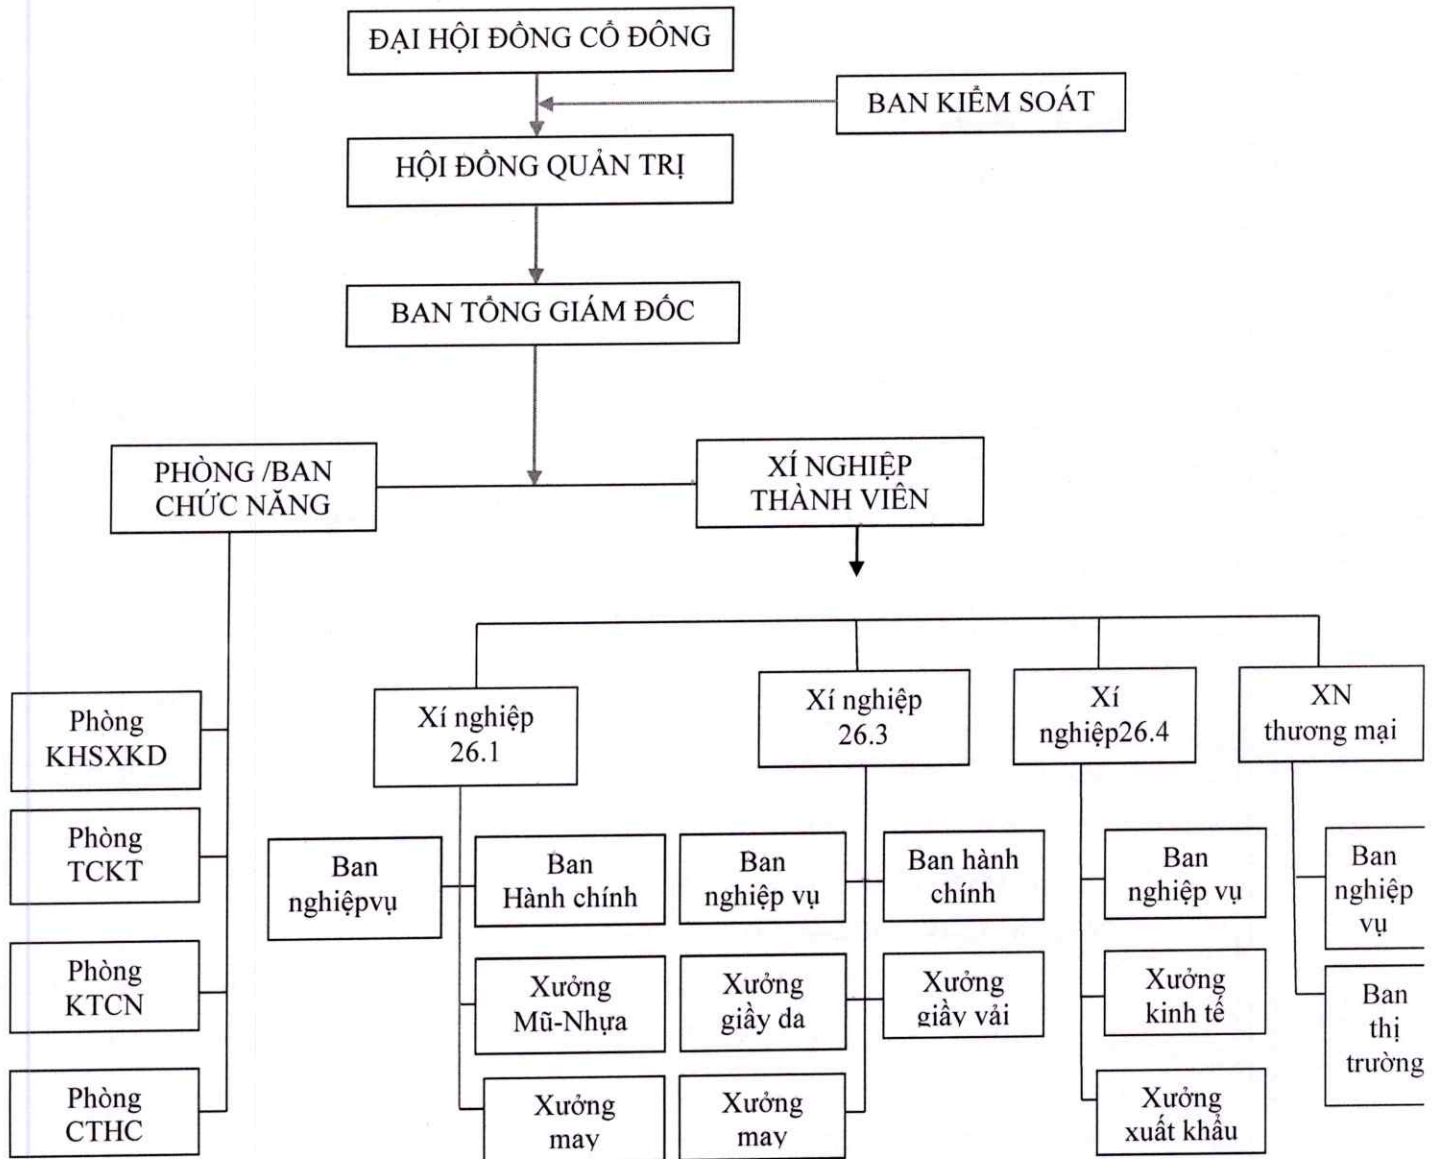 ĐẠI HỘI ĐỒNG CỔ ĐÔNG
BAN KIỂM SOÁT
HỘI ĐỒNG QUẢN TRỊ
BAN TỔNG GIÁM ĐỐC
PHÒNG /BAN
CHỨC NĂNG
XÍ NGHIỆP
THÀNH VIÊN
Phòng
KHSXKD
Phòng
TCKT
Phòng
KTCN
Phòng
CTHC
Xí nghiệp
26.1
Xí nghiệp
26.3
Xí
nghiệp26.4
XN
thương mại
Ban
nghiệpvụ
Ban
Hành chính
Ban
nghiệp vụ
Ban hành
chính
Ban
nghiệp vụ
Ban
nghiệp
vụ
Xưởng
Mũ-Nhựa
Xưởng
giầy da
Xưởng
giầy vải
Xưởng
kinh tế
Ban
thị
trường
Xưởng
may
Xưởng
may
Xưởng
xuất khẩu